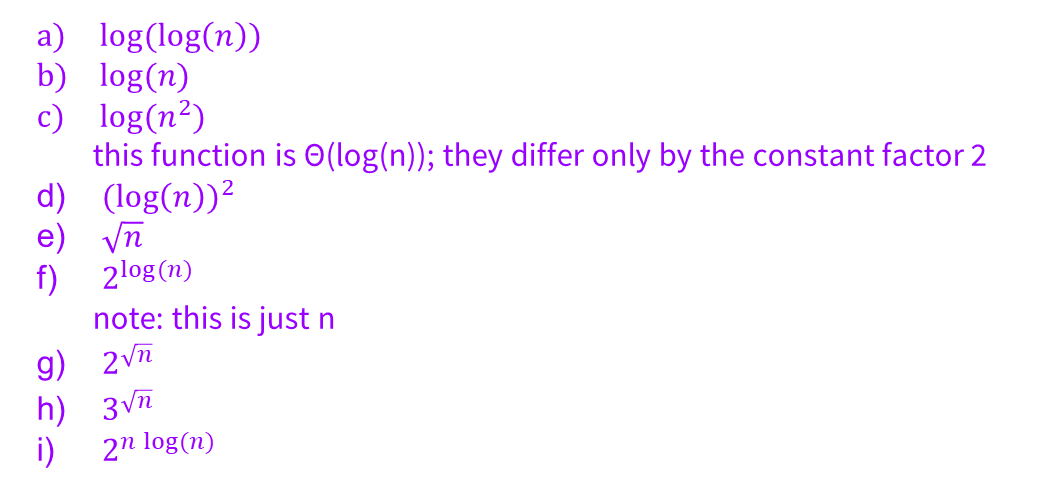 a) log(log(n))
b) log(n)
c) log(n²)
this function is Θ(log(n)); they differ only by the constant factor 2
d) (log(n))²
e) √n
f) 2^log(n)
note: this is just n
g) 2^√n
h) 3^√n
i) 2^n log(n)